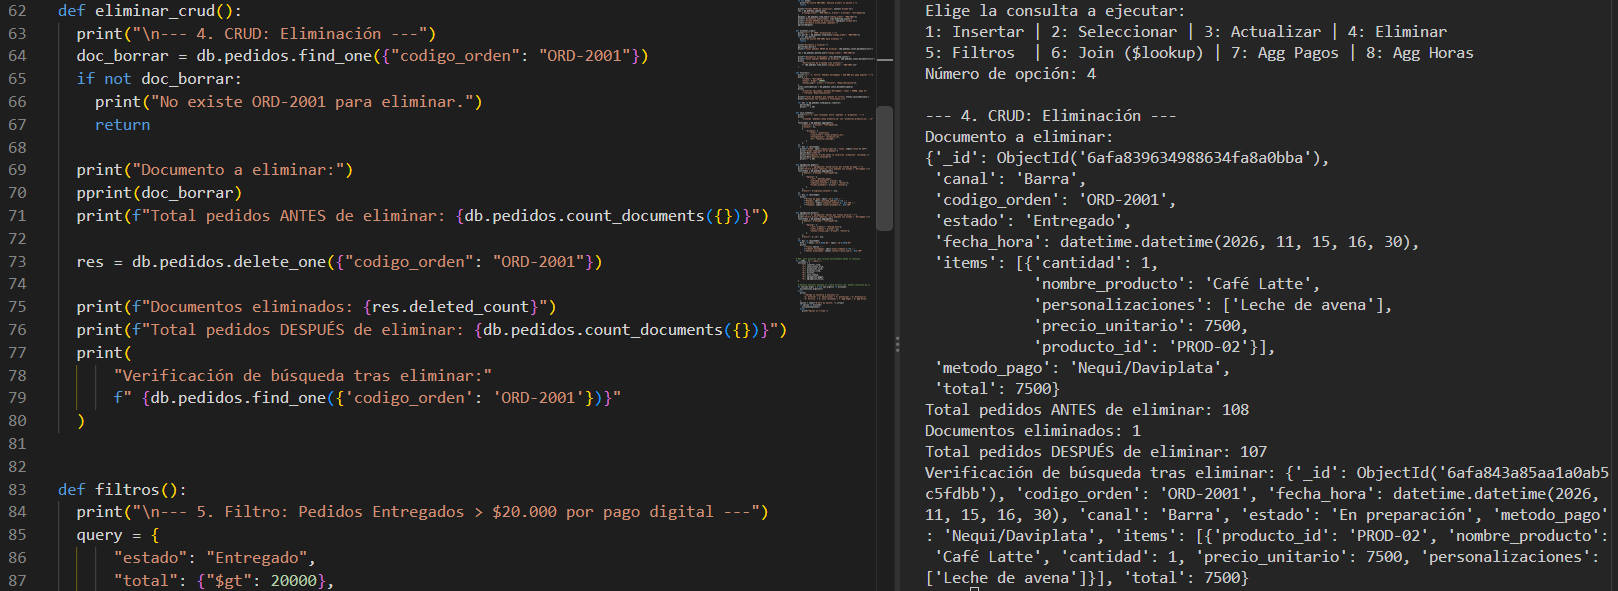 62 def eliminar_crud():
63 print("\n--- 4. CRUD: Eliminación ---")
64 doc_borrar = db.pedidos.find_one({"codigo_orden": "ORD-2001"})
65 if not doc_borrar:
66 print("No existe ORD-2001 para eliminar.")
67 return
68
69 print("Documento a eliminar:")
70 pprint(doc_borrar)
71 print(f"Total pedidos ANTES de eliminar: {db.pedidos.count_documents({})}")
72
73 res = db.pedidos.delete_one({"codigo_orden": "ORD-2001"})
74
75 print(f"Documentos eliminados: {res.deleted_count}")
76 print(f"Total pedidos DESPUÉS de eliminar: {db.pedidos.count_documents({})}")
77 print(
78 "Verificación de búsqueda tras eliminar:"
79 f" {db.pedidos.find_one({'codigo_orden': 'ORD-2001'})}"
80 )
81
82
83 def filtros():
84 print("\n--- 5. Filtro: Pedidos Entregados > $20.000 por pago digital ---")
85 query = {
86 "estado": "Entregado",
87 "total": {"$gt": 20000},
Elige la consulta a ejecutar:
1: Insertar | 2: Seleccionar | 3: Actualizar | 4: Eliminar
5: Filtros  | 6: Join ($lookup) | 7: Agg Pagos | 8: Agg Horas
Número de opción: 4
--- 4. CRUD: Eliminación ---
Documento a eliminar:
{'_id': ObjectId('6afa839634988634fa8a0bba'),
'canal': 'Barra',
'codigo_orden': 'ORD-2001',
'estado': 'Entregado',
'fecha_hora': datetime.datetime(2026, 11, 15, 16, 30),
'items': [{'cantidad': 1,
'nombre_producto': 'Café Latte',
'personalizaciones': ['Leche de avena'],
'precio_unitario': 7500,
'producto_id': 'PROD-02'}],
'metodo_pago': 'Nequi/Daviplata',
'total': 7500}
Total pedidos ANTES de eliminar: 108
Documentos eliminados: 1
Total pedidos DESPUÉS de eliminar: 107
Verificación de búsqueda tras eliminar: {'_id': ObjectId('6afa843a85aa1a0ab5
c5fdbb'), 'codigo_orden': 'ORD-2001', 'fecha_hora': datetime.datetime(2026,
11, 15, 16, 30), 'canal': 'Barra', 'estado': 'En preparación', 'metodo_pago'
: 'Nequi/Daviplata', 'items': [{'producto_id': 'PROD-02', 'nombre_producto':
'Café Latte', 'cantidad': 1, 'precio_unitario': 7500, 'personalizaciones':
['Leche de avena']}], 'total': 7500}